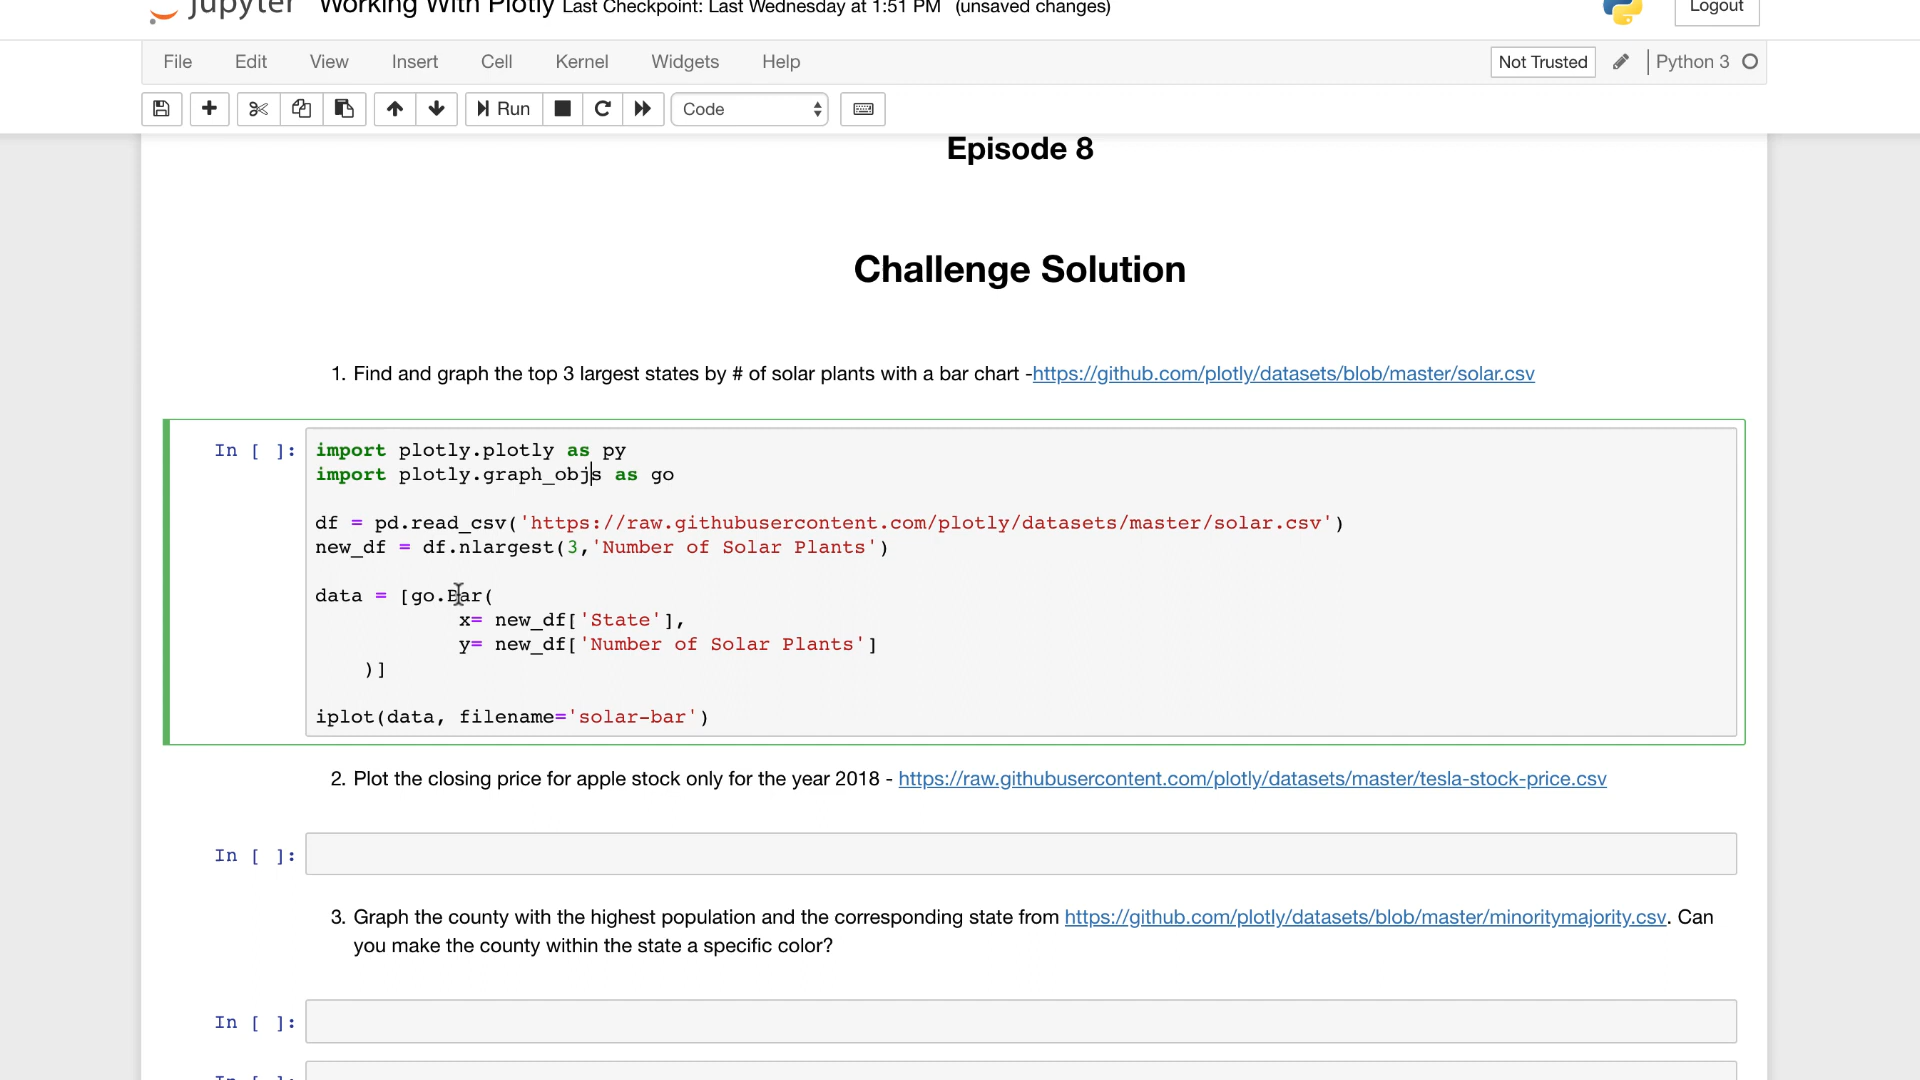 jupyter Working With Plotly Last Checkpoint: Last Wednesday at 1:51 PM (unsaved changes) Logout
File Edit View Insert Cell Kernel Widgets Help Not Trusted Python 3
Run Code
Episode 8
Challenge Solution
1. Find and graph the top 3 largest states by # of solar plants with a bar chart -https://github.com/plotly/datasets/blob/master/solar.csv
In [ ]: import plotly.plotly as py
import plotly.graph_objs as go
df = pd.read_csv('https://raw.githubusercontent.com/plotly/datasets/master/solar.csv')
new_df = df.nlargest(3,'Number of Solar Plants')
data = [go.Bar(
x= new_df['State'],
y= new_df['Number of Solar Plants']
)]
iplot(data, filename='solar-bar')
2. Plot the closing price for apple stock only for the year 2018 - https://raw.githubusercontent.com/plotly/datasets/master/tesla-stock-price.csv
In [ ]:
3. Graph the county with the highest population and the corresponding state from https://github.com/plotly/datasets/blob/master/minoritymajority.csv. Can
you make the county within the state a specific color?
In [ ]: